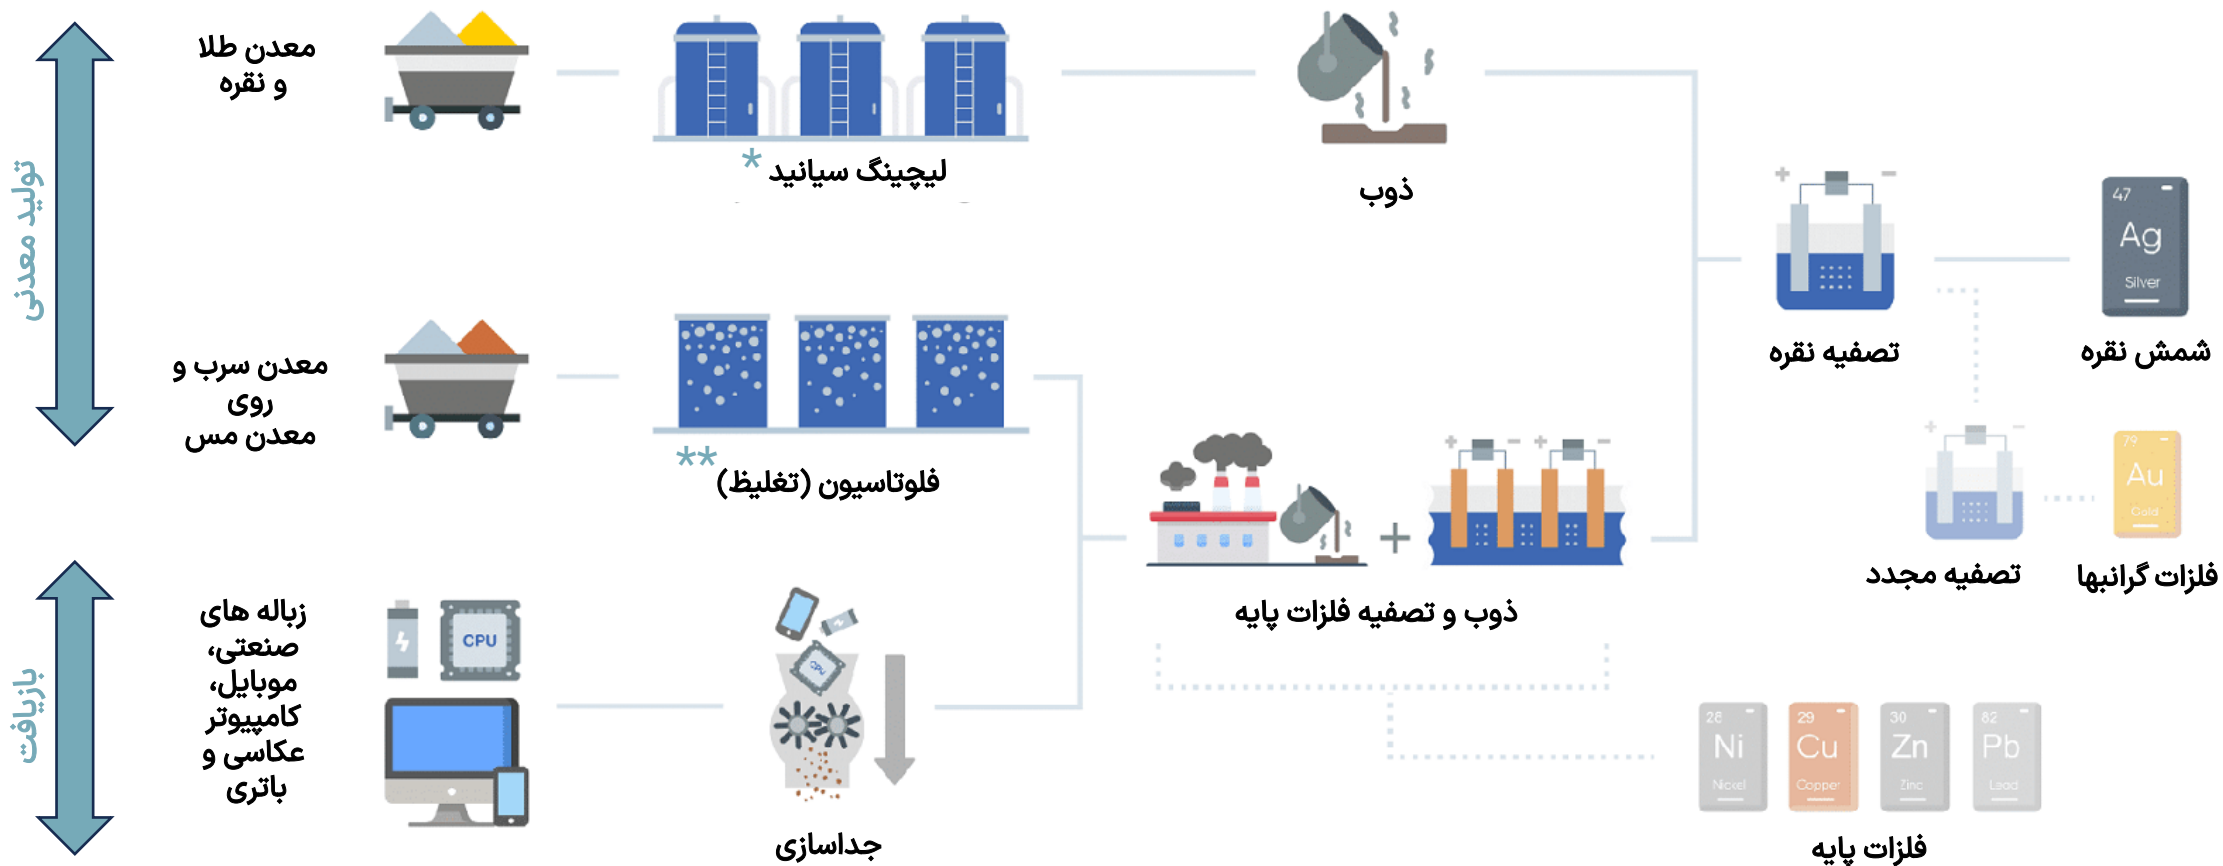 تولید معدنی
معدن طلا
و نقره
لیچینگ سیانید *
ذوب
معدن سرب و
روی
معدن مس
فلوتاسیون (تغلیظ) **
+ −
تصفیه نقره
47
Ag
Silver
شمش نقره
+ −
تصفیه مجدد
79
Au
Gold
فلزات گرانبها
بازیافت
زباله های
صنعتی،
موبایل،
کامپیوتر
عکاسی و
باتری
CPU
CPU
جداسازی
+
+ − + −
ذوب و تصفیه فلزات پایه
28
Ni
Nickel
29
Cu
Copper
30
Zn
Zinc
82
Pb
Lead
فلزات پایه